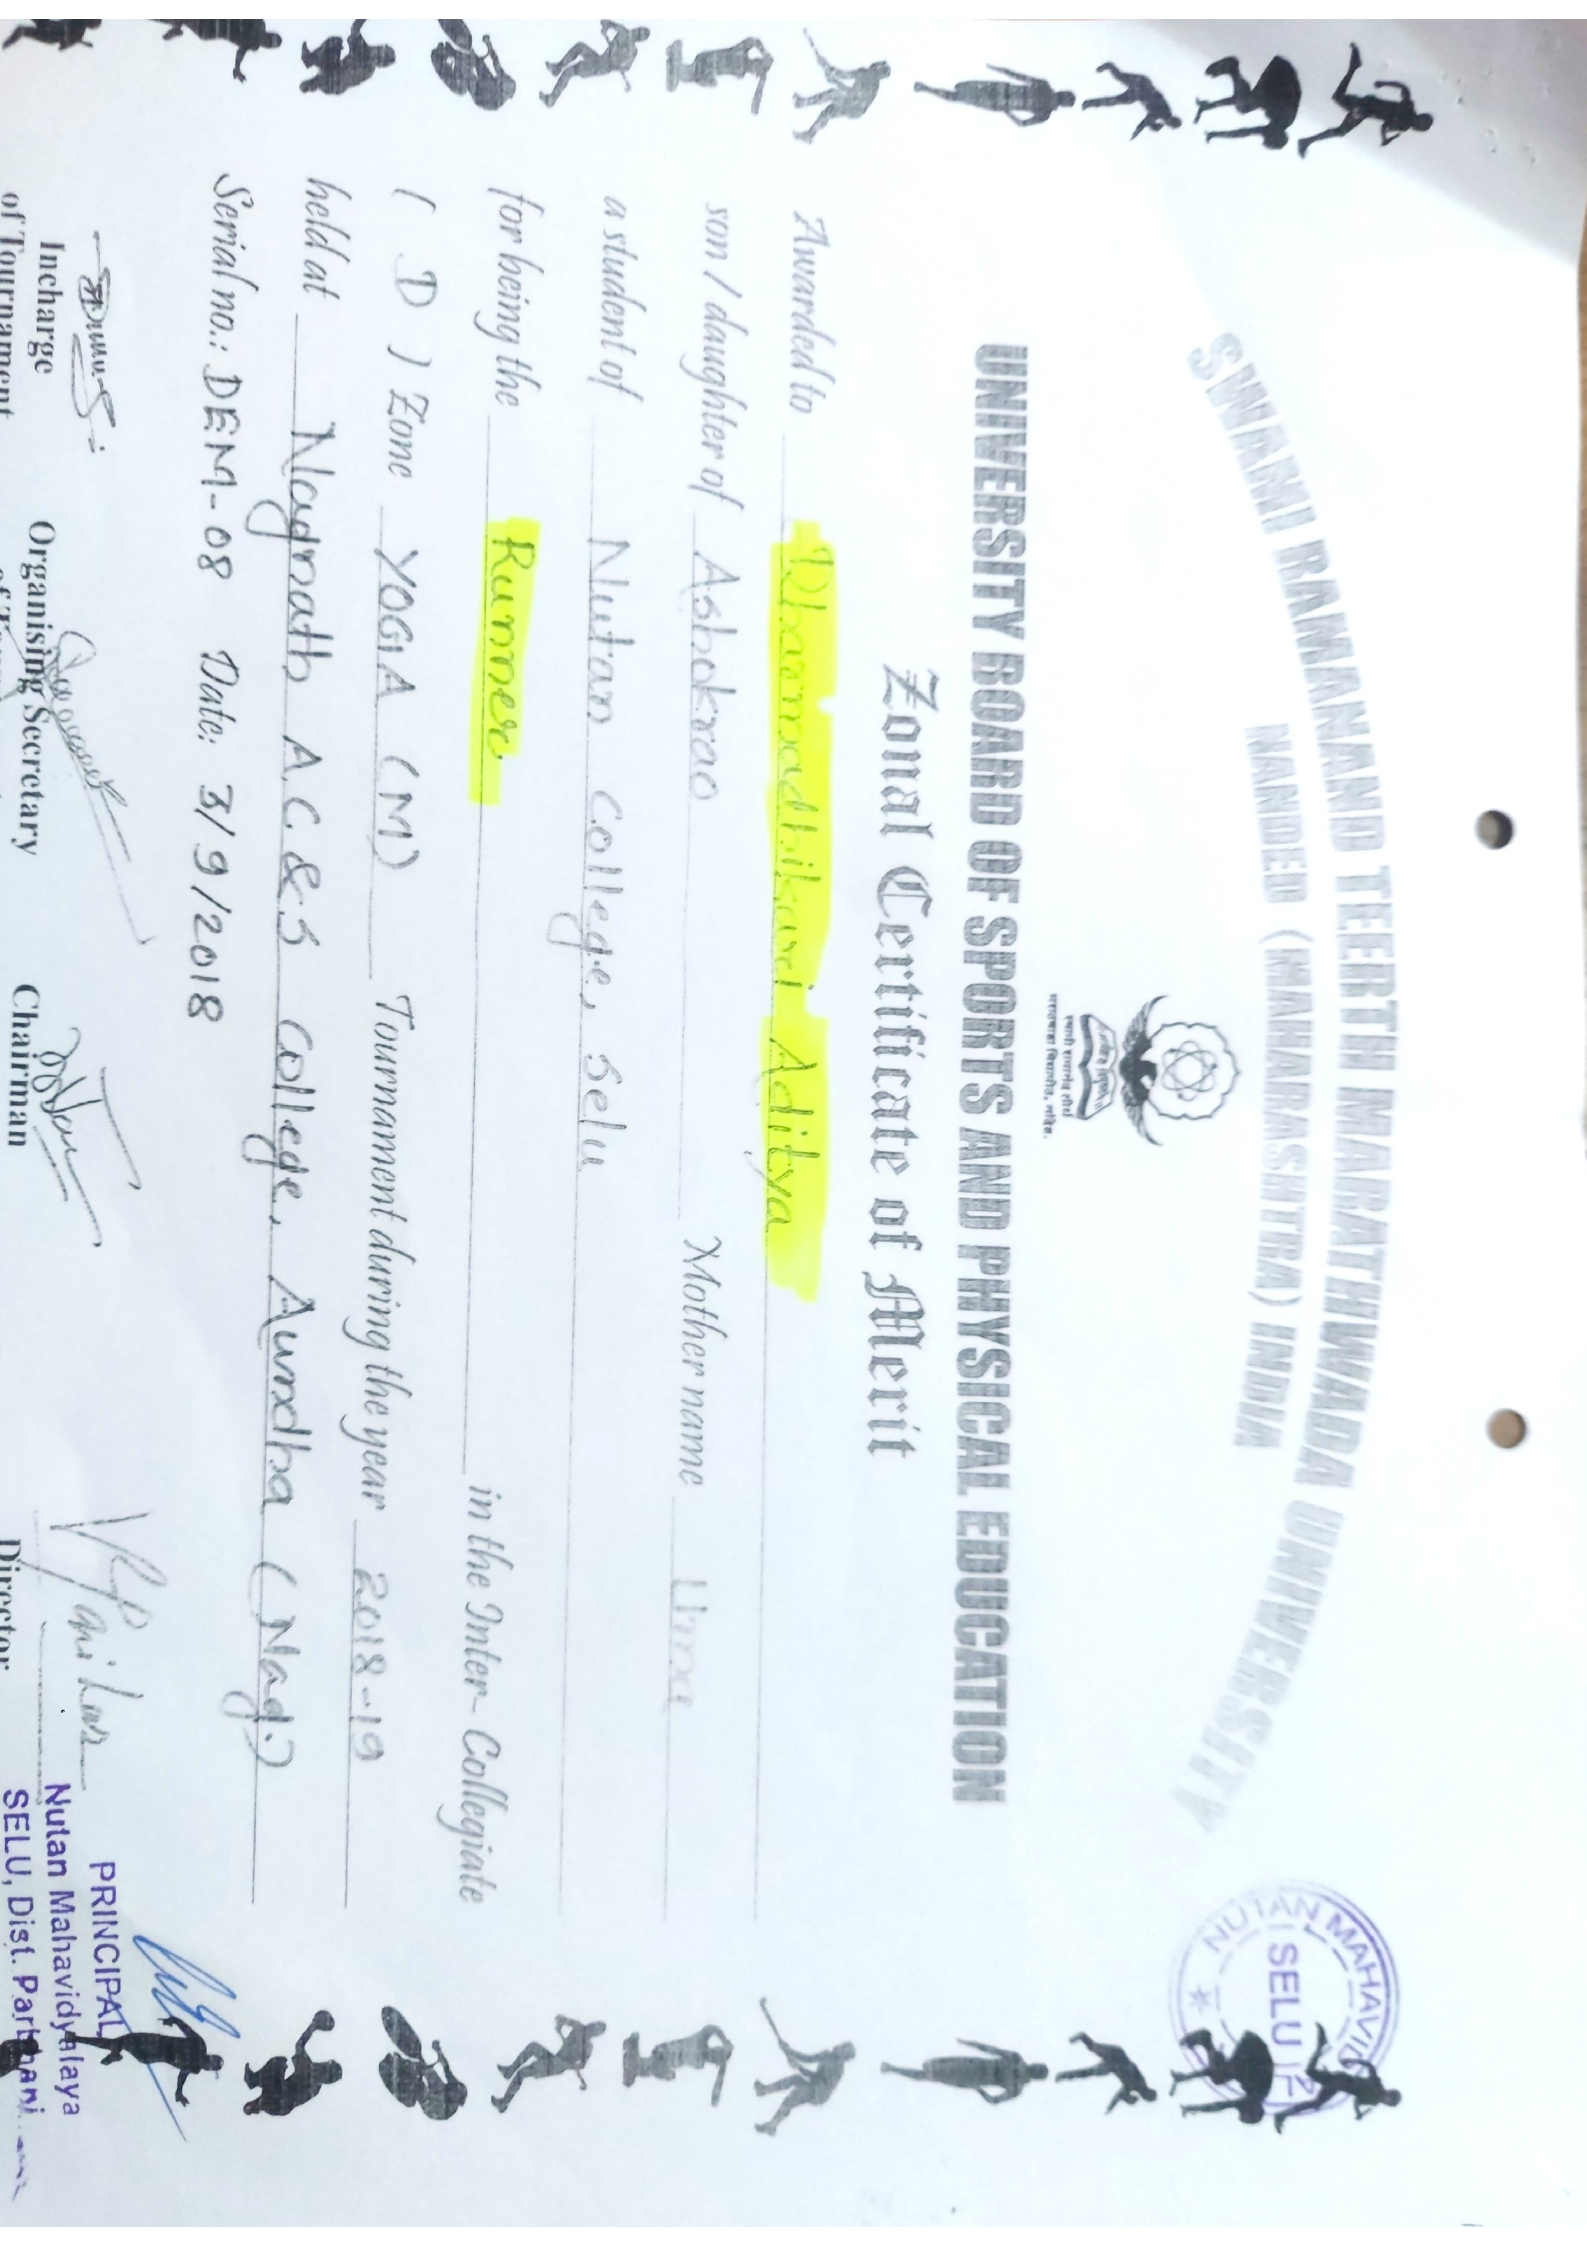 SWAMI RAMANAND TEERTH MARATHWADA UNIVERSITY
NANDED (MAHARASHTRA) INDIA
स्वामी रामानंद तीर्थ
मराठवाडा विद्यापीठ, नांदेड.
UNIVERSITY BOARD OF SPORTS AND PHYSICAL EDUCATION
Zonal Certificate of Merit
Awarded to Dharmadhikari Aditya
son / daughter of Ashokrao Mother name Uma
a student of Nutan College, Selu
for being the Runner in the Inter-Collegiate
( D ) Zone YOGA (M) Tournament during the year 2018-19
held at Nagnath A.C. & S College, Aundha (Nag.)
Serial no.: DEM-08 Date: 3/9/2018
Incharge Organising Secretary Chairman Director
of Tournament
NUTAN MAHAVID
SELU
PRINCIPAL
Nutan Mahavidyalaya
SELU, Dist. Parbhani